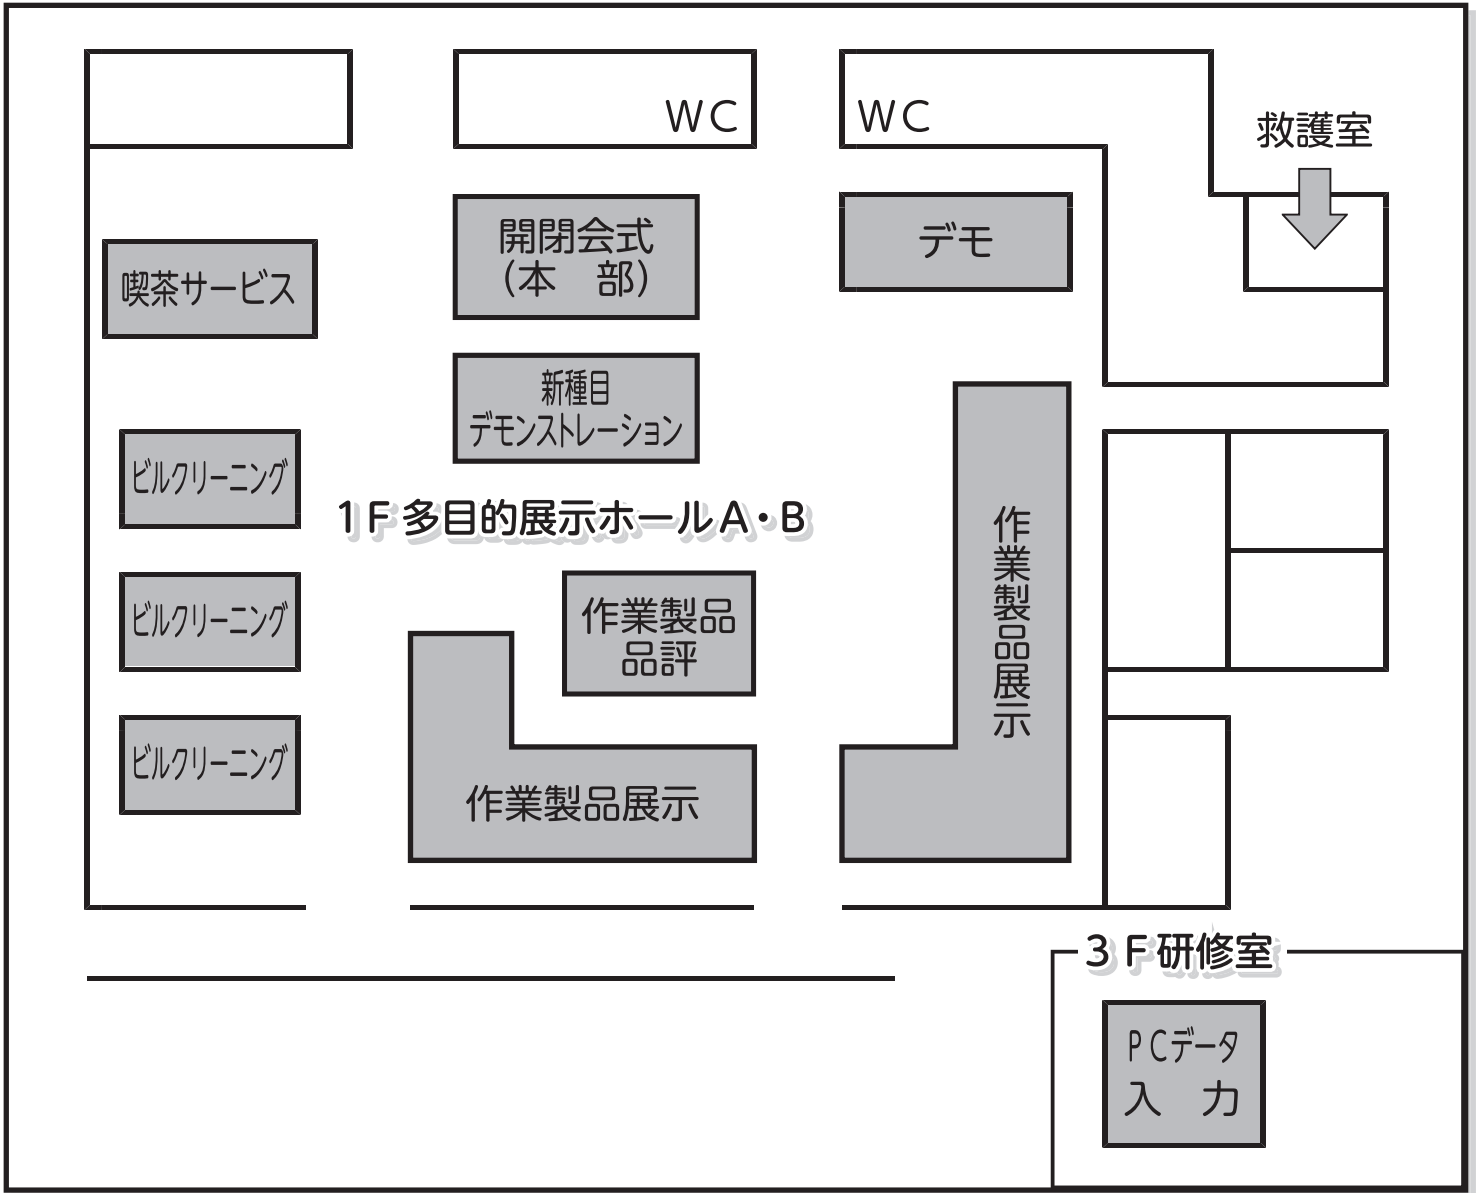 WC
WC
救護室
開閉会式
(本　部)
デモ
喫茶サービス
新種目
デモンストレーション
ビルクリーニング
1F多目的展示ホールA・B
作業製品展示
作業製品
品評
ビルクリーニング
ビルクリーニング
作業製品展示
3F研修室
PCデータ
入　力